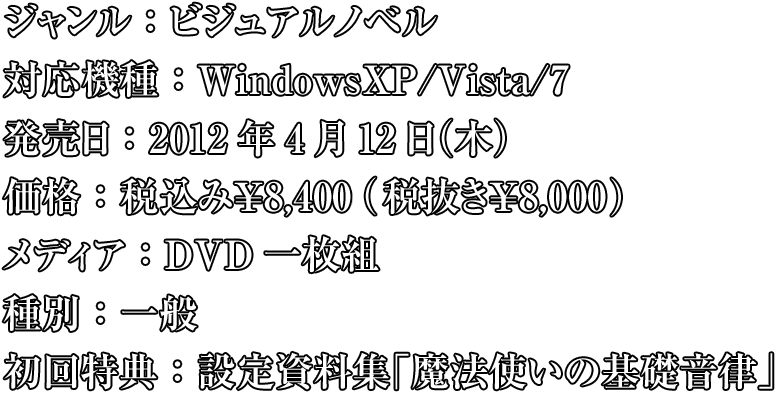 ジャンル：ビジュアルノベル
対応機種：WindowsXP/Vista/7
発売日：2012年4月12日(木)
価格：税込み¥8,400（税抜き¥8,000）
メディア：DVD一枚組
種別：一般
初回特典：設定資料集「魔法使いの基礎音律」